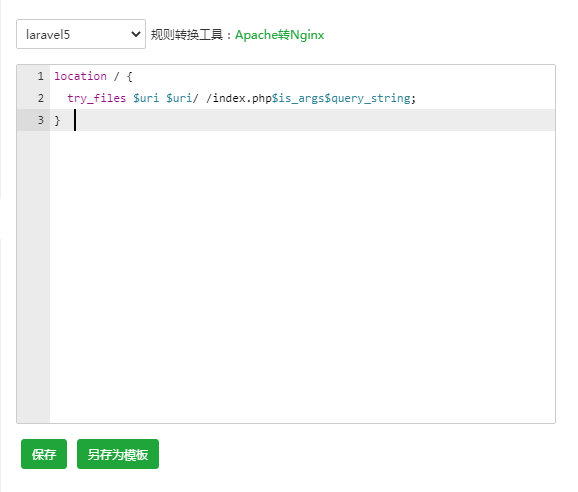 laravel5 规则转换工具：Apache转Nginx
1 location / {
2   try_files $uri $uri/ /index.php$is_args$query_string;
3 }
保存 另存为模板